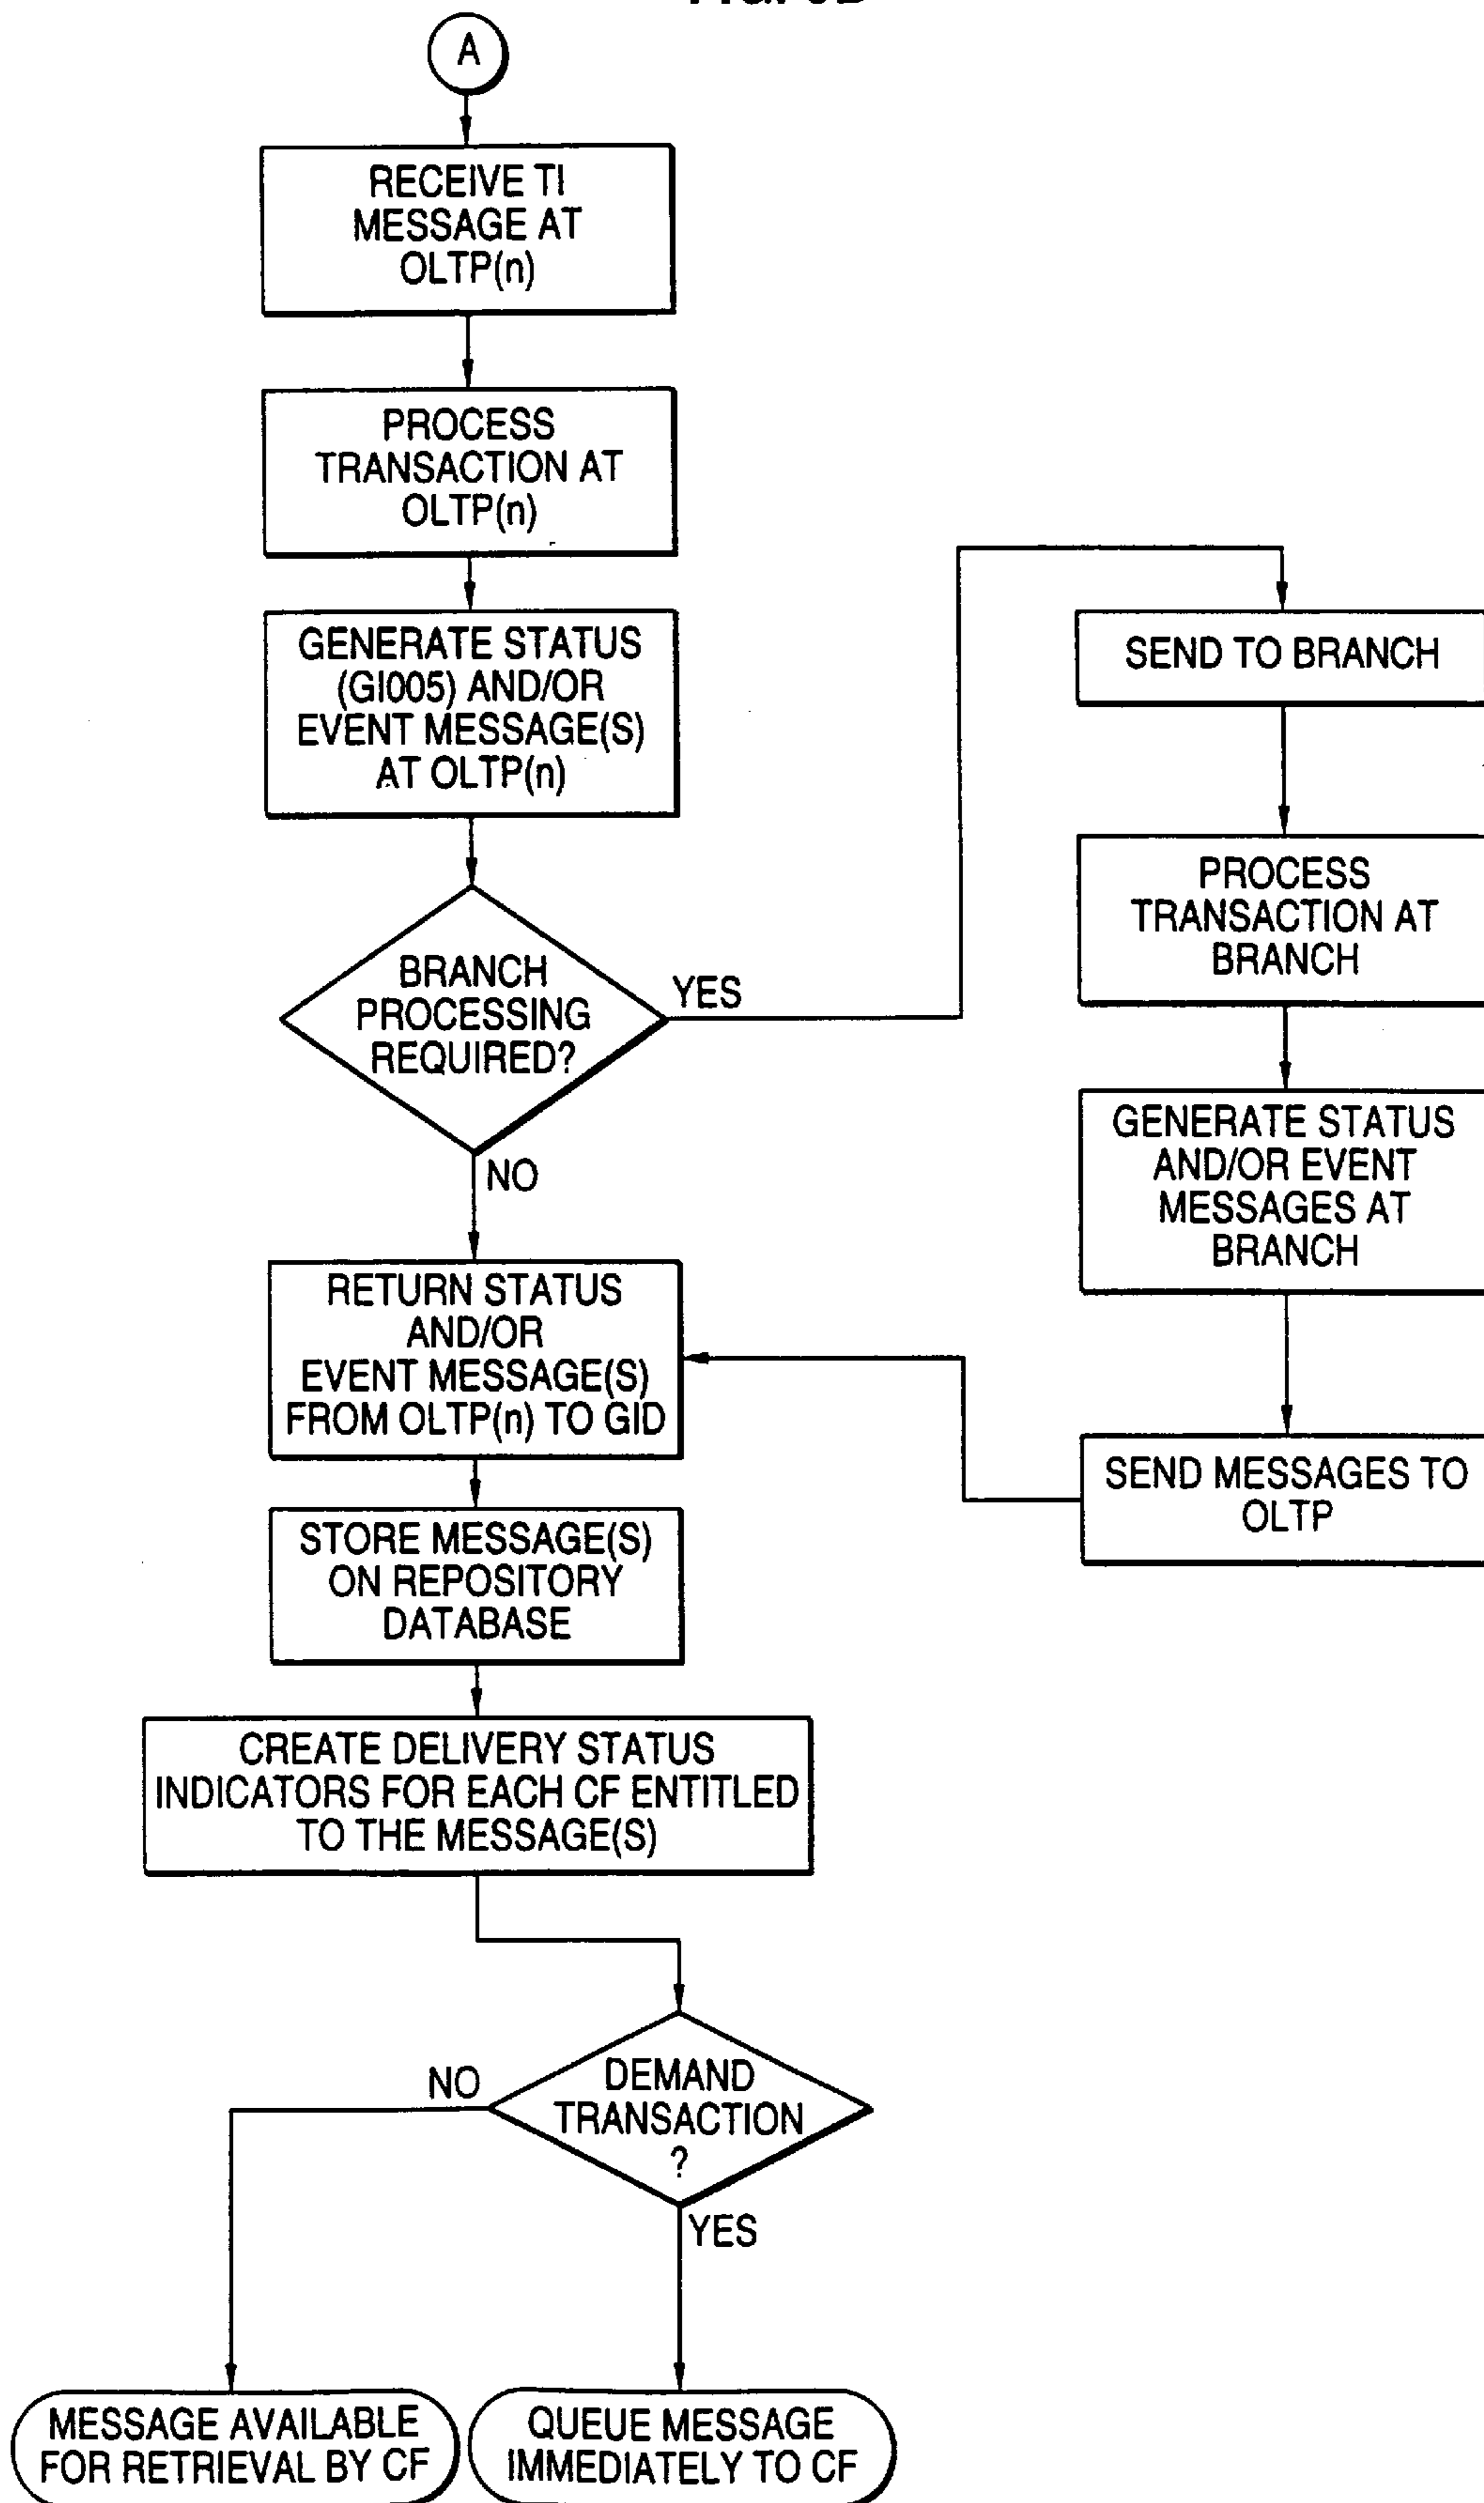 A
RECEIVE TI
MESSAGE AT
OLTP(n)
PROCESS
TRANSACTION AT
OLTP(n)
GENERATE STATUS
(GI005) AND/OR
EVENT MESSAGE(S)
AT OLTP(n)
BRANCH
PROCESSING
REQUIRED?
YES
NO
SEND TO BRANCH
PROCESS
TRANSACTION AT
BRANCH
GENERATE STATUS
AND/OR EVENT
MESSAGES AT
BRANCH
SEND MESSAGES TO
OLTP
RETURN STATUS
AND/OR
EVENT MESSAGE(S)
FROM OLTP(n) TO GID
STORE MESSAGE(S)
ON REPOSITORY
DATABASE
CREATE DELIVERY STATUS
INDICATORS FOR EACH CF ENTITLED
TO THE MESSAGE(S)
DEMAND
TRANSACTION
?
NO
YES
MESSAGE AVAILABLE
FOR RETRIEVAL BY CF
QUEUE MESSAGE
IMMEDIATELY TO CF